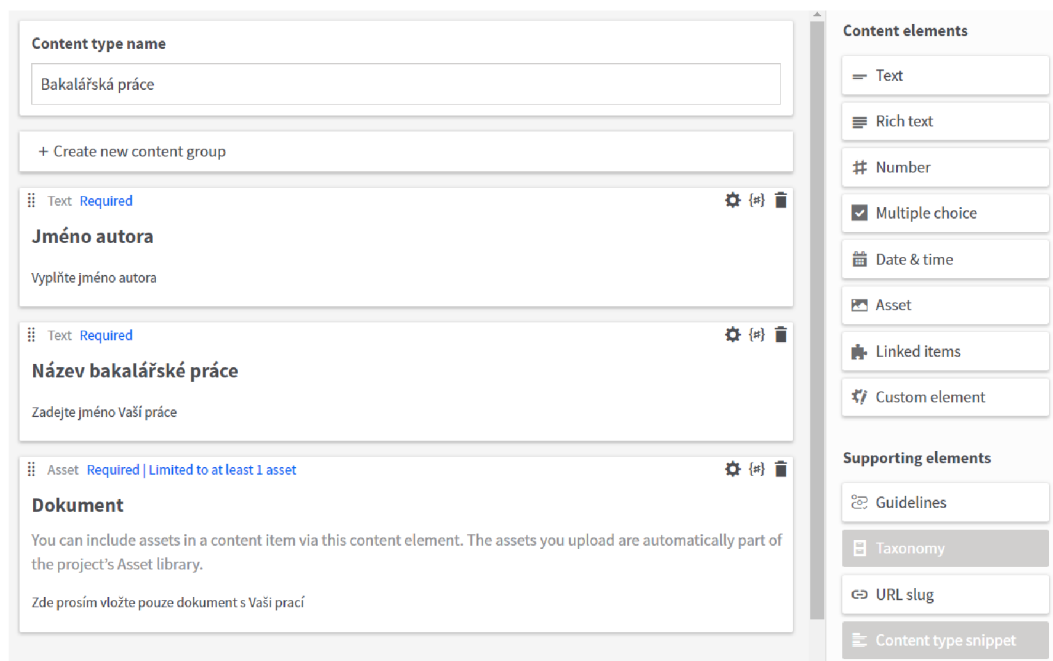 Content type name
Bakalářská práce
+ Create new content group
Text Required
Jméno autora
Vyplňte jméno autora
Text Required
Název bakalářské práce
Zadejte jméno Vaší práce
Asset Required | Limited to at least 1 asset
Dokument
You can include assets in a content item via this content element. The assets you upload are automatically part of
the project's Asset library.
Zde prosím vložte pouze dokument s Vaši prací
Content elements
Text
Rich text
Number
Multiple choice
Date & time
Asset
Linked items
Custom element
Supporting elements
Guidelines
Taxonomy
URL slug
Content type snippet